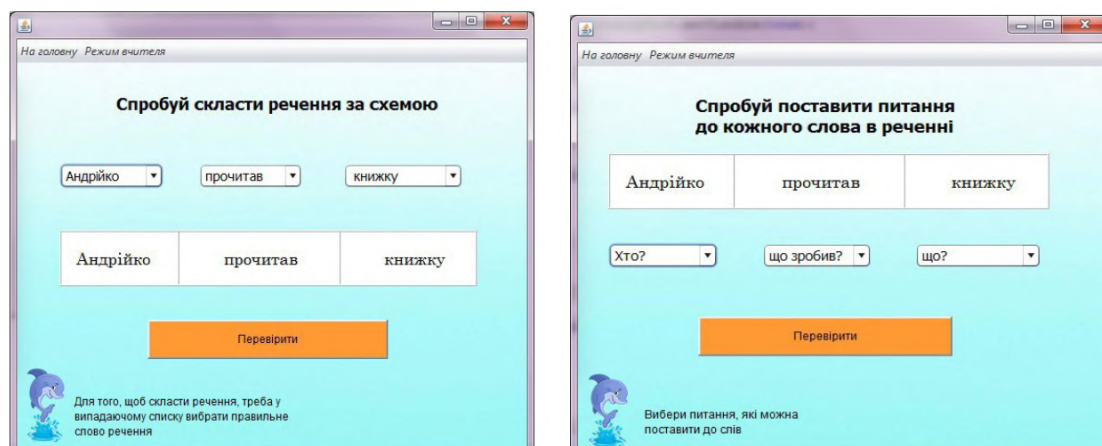 На головну Режим вчителя
Спробуй скласти речення за схемою
Андрійко прочитав книжку
Андрійко прочитав книжку
Перевірити
Для того, щоб скласти речення, треба у
випадаючому списку вибрати правильне
слово речення
На головну Режим вчителя
Спробуй поставити питання
до кожного слова в реченні
Андрійко прочитав книжку
Хто? що зробив? що?
Перевірити
Вибери питання, які можна
поставити до слів